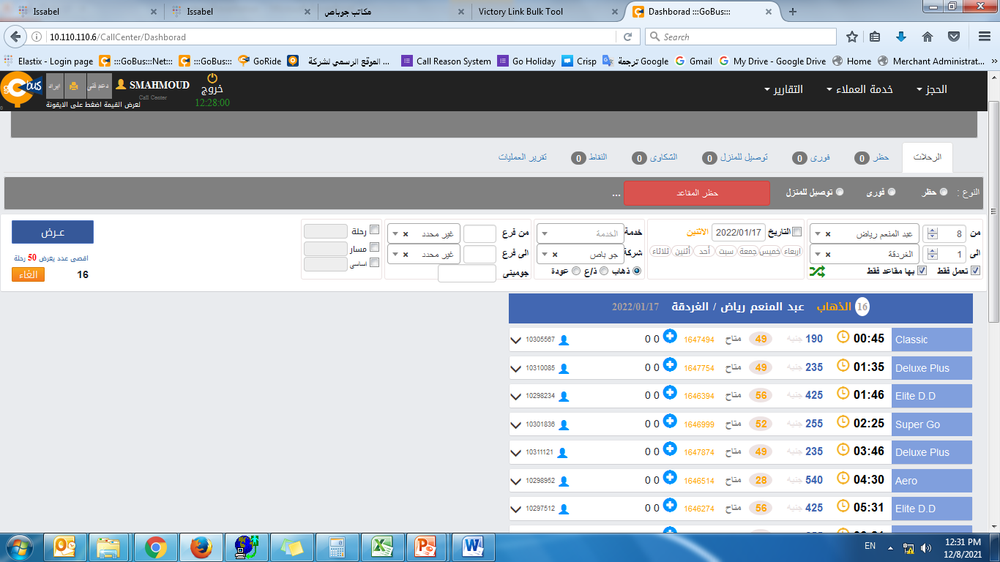 Issabel
Issabel
مكاتب جوباص
Victory Link Bulk Tool
Dashborad :::GoBus:::
10.110.110.6/CallCenter/Dashborad
Search
Elastix - Login page
:::GoBus:::Net:::
:::GoBus:::
GoRide
الموقع الرسمي لشركة ...
Call Reason System
Go Holiday
Crisp
ترجمة Google
Gmail
My Drive - Google Drive
Home
Merchant Administrat...
الحجز
خدمة العملاء
التقارير
خروج
12:28:00
SMAHMOUD
Call Center
دعم فنى
ايراد
لعرض القيمة اضغط على الايقونة
go bus
0
الرحلات
حظر 0
فورى 0
توصيل للمنزل 0
الشكاوى 0
النقاط 0
تقرير العمليات
النوع :
حظر
فورى
توصيل للمنزل
حظر المقاعد
...
من 8 عبد المنعم رياض
الى 1 الغردقة
تعمل فقط
بها مقاعد فقط
التاريخ 2022/01/17 الاثنين
اربعاء خميس جمعة سبت أحد أثنين ثلاثاء
خدمة الخدمة
شركة جو باص
ذهاب ذ/ع عودة
من فرع غير محدد
الى فرع غير محدد
جومينى
رحلة
مسار
اساسى
عـرض
اقصى عدد يعرض 50 رحلة
16
الغاء
16 الذهاب عبد المنعم رياض / الغردقة 2022/01/17
Classic 00:45 190 جنيه 49 متاح 1647494 0 0 10305567
Deluxe Plus 01:35 235 جنيه 49 متاح 1647754 0 0 10310085
Elite D.D 01:46 425 جنيه 56 متاح 1646394 0 0 10298234
Super Go 02:25 255 جنيه 52 متاح 1646999 0 0 10301836
Deluxe Plus 03:46 235 جنيه 49 متاح 1647874 0 0 10311121
Aero 04:30 540 جنيه 28 متاح 1646514 0 0 10298952
Elite D.D 05:31 425 جنيه 56 متاح 1646274 0 0 10297512
EN
12:31 PM
12/8/2021